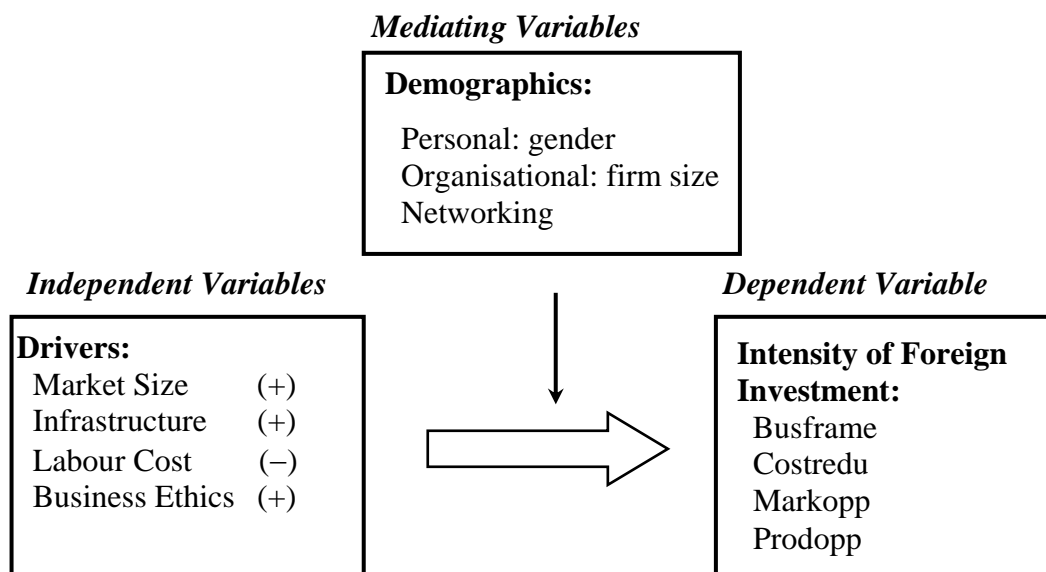 Mediating Variables
Demographics:
Personal: gender
Organisational: firm size
Networking
Independent Variables
Drivers:
Market Size (+)
Infrastructure (+)
Labour Cost (−)
Business Ethics (+)
Dependent Variable
Intensity of Foreign
Investment:
Busframe
Costredu
Markopp
Prodopp